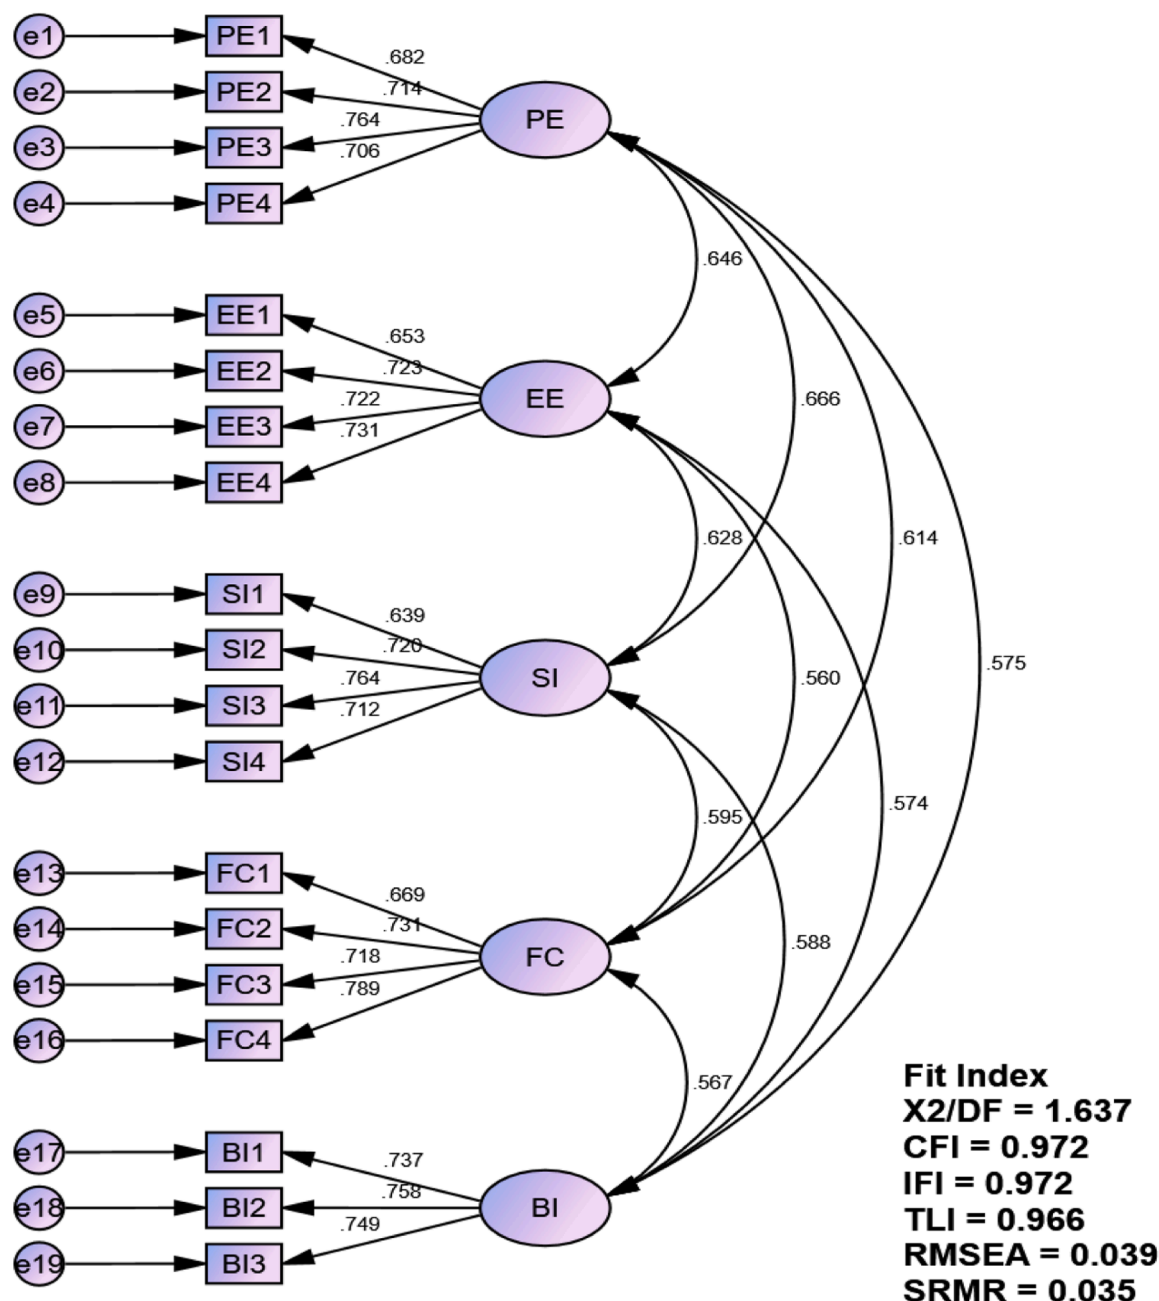 e1 PE1
.682
e2 PE2
.714
PE
.764
e3 PE3
.706
e4 PE4
.646
e5 EE1
.653
e6 EE2
.723
EE
.722
.666
e7 EE3
.731
e8 EE4
.628
.614
e9 SI1
.639
e10 SI2
.720
.575
SI
.764
.560
e11 SI3
.712
e12 SI4
.574
.595
e13 FC1
.669
e14 FC2
.731
.588
FC
.718
e15 FC3
.789
e16 FC4
.567
e17 BI1
.737
.758
e18 BI2
BI
.749
e19 BI3
Fit Index
X2/DF = 1.637
CFI = 0.972
IFI = 0.972
TLI = 0.966
RMSEA = 0.039
SRMR = 0.035